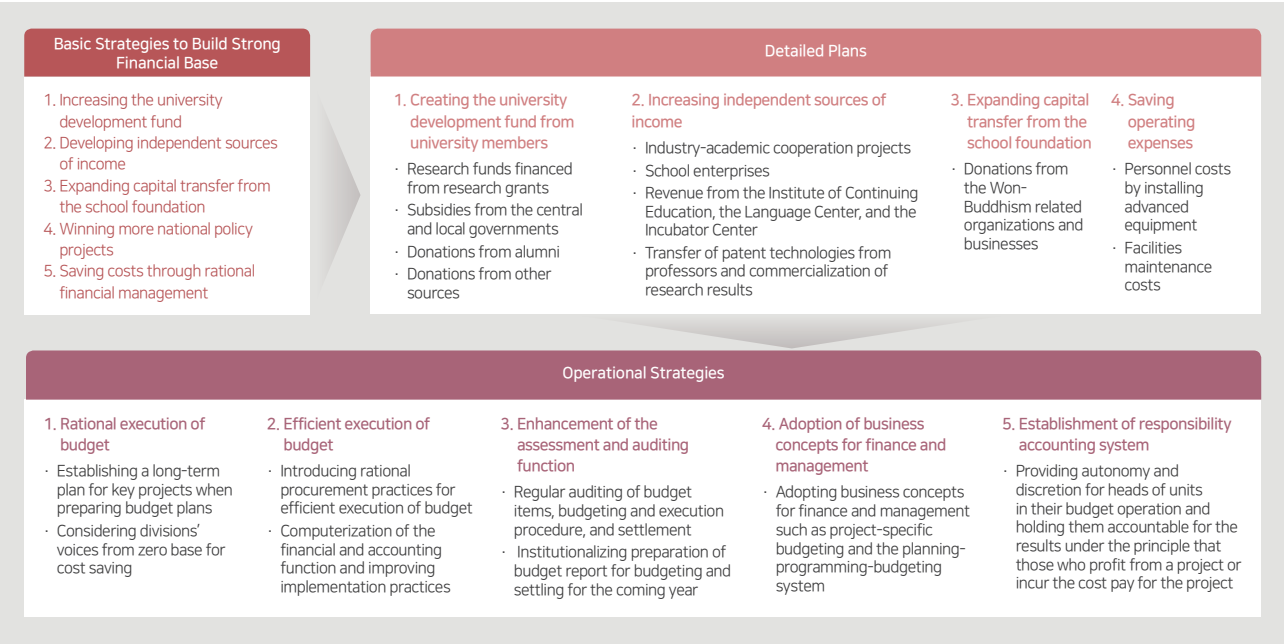 Basic Strategies to Build Strong
Financial Base
1. Increasing the university
development fund
2. Developing independent sources
of income
3. Expanding capital transfer from
the school foundation
4. Winning more national policy
projects
5. Saving costs through rational
financial management
Detailed Plans
1. Creating the university
development fund from
university members
· Research funds financed
from research grants
· Subsidies from the central
and local governments
· Donations from alumni
· Donations from other
sources
2. Increasing independent sources of
income
· Industry-academic cooperation projects
· School enterprises
· Revenue from the Institute of Continuing
Education, the Language Center, and the
Incubator Center
· Transfer of patent technologies from
professors and commercialization of
research results
3. Expanding capital
transfer from the
school foundation
· Donations from
the Won-
Buddhism related
organizations and
businesses
4. Saving
operating
expenses
· Personnel costs
by installing
advanced
equipment
· Facilities
maintenance
costs
Operational Strategies
1. Rational execution of
budget
· Establishing a long-term
plan for key projects when
preparing budget plans
· Considering divisions'
voices from zero base for
cost saving
2. Efficient execution of
budget
· Introducing rational
procurement practices for
efficient execution of budget
· Computerization of the
financial and accounting
function and improving
implementation practices
3. Enhancement of the
assessment and auditing
function
· Regular auditing of budget
items, budgeting and execution
procedure, and settlement
· Institutionalizing preparation of
budget report for budgeting and
settling for the coming year
4. Adoption of business
concepts for finance and
management
· Adopting business concepts
for finance and management
such as project-specific
budgeting and the planning-
programming-budgeting
system
5. Establishment of responsibility
accounting system
· Providing autonomy and
discretion for heads of units
in their budget operation and
holding them accountable for the
results under the principle that
those who profit from a project or
incur the cost pay for the project